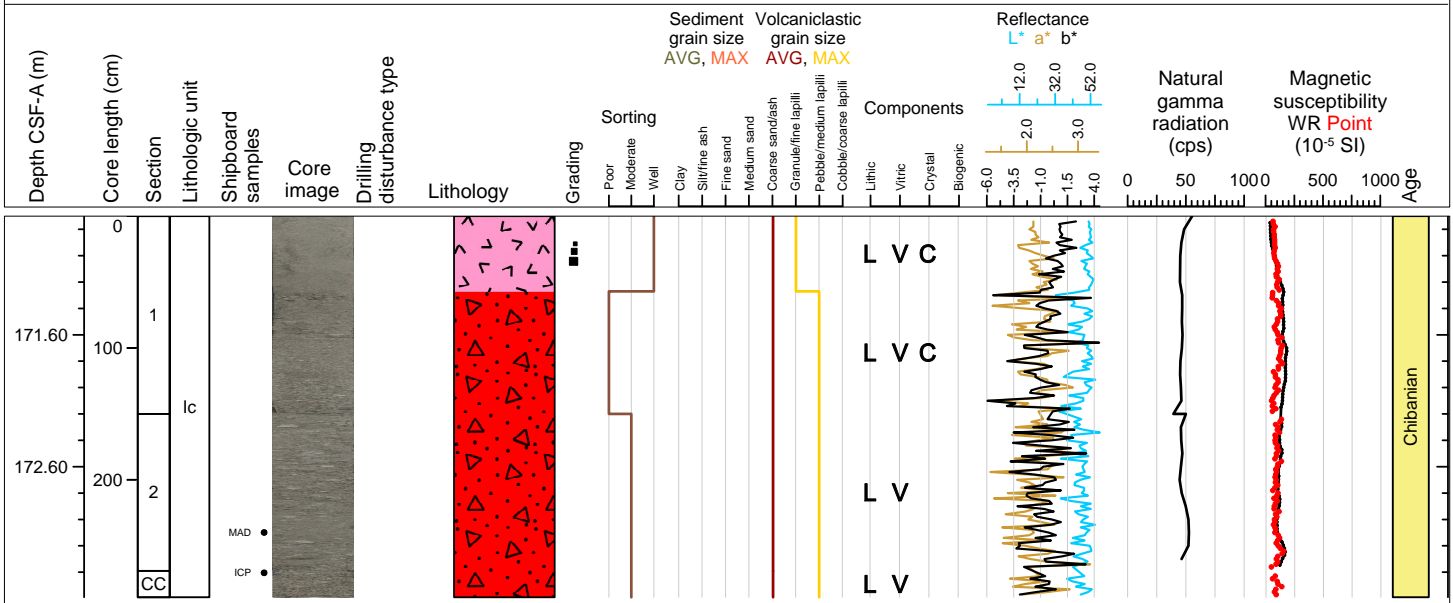 Depth CSF-A (m)
Core length (cm)
Section
Lithologic unit
Shipboard
samples
Core
image
Drilling
disturbance type
Lithology
Grading
Sorting
Poor
Moderate
Well
Sediment
grain size
AVG, MAX
Volcaniclastic
grain size
AVG, MAX
Clay
Silt/fine ash
Fine sand
Medium sand
Coarse sand/ash
Granule/fine lapilli
Pebble/medium lapilli
Cobble/coarse lapilli
Components
Lithic
Vitric
Crystal
Biogenic
Reflectance
L* a* b*
12.0 32.0 52.0
2.0 3.0
−6.0 −3.5 −1.0 1.5 4.0
Natural
gamma
radiation
(cps)
0 50 100
Magnetic
susceptibility
WR Point
(10-5 SI)
0 500 1000
Age
171.60
172.60
0
100
200
1
2
CC
Ic
MAD
ICP
L V C
L V C
L V
L V
Chibanian